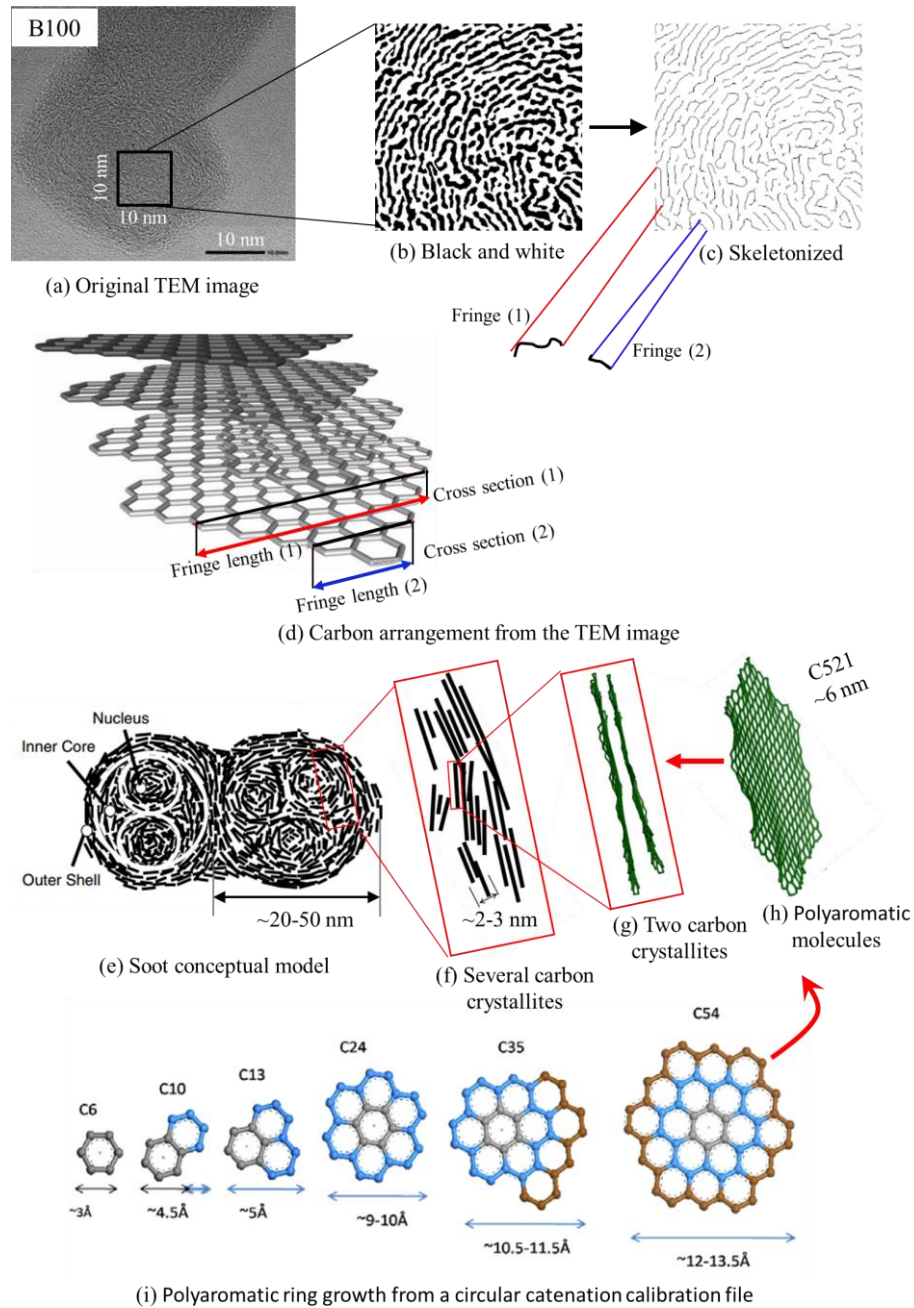 B100
10 nm
10 nm
10 nm
(a) Original TEM image
(b) Black and white
(c) Skeletonized
Fringe (1)
Fringe (2)
Cross section (1)
Fringe length (1)
Cross section (2)
Fringe length (2)
(d) Carbon arrangement from the TEM image
Nucleus
Inner Core
Outer Shell
~20-50 nm
(e) Soot conceptual model
~2-3 nm
(f) Several carbon
crystallites
(g) Two carbon
crystallites
C521
~6 nm
(h) Polyaromatic
molecules
C6
C10
C13
C24
C35
C54
~3Å
~4.5Å
~5Å
~9-10Å
~10.5-11.5Å
~12-13.5Å
(i) Polyaromatic ring growth from a circular catenation calibration file